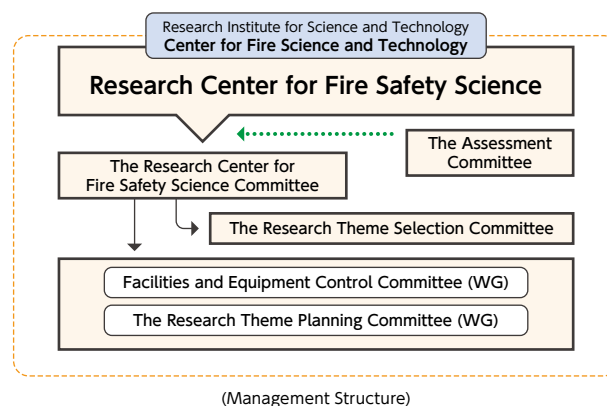 Research Institute for Science and Technology
Center for Fire Science and Technology
Research Center for Fire Safety Science
The Assessment
Committee
The Research Center for
Fire Safety Science Committee
The Research Theme Selection Committee
Facilities and Equipment Control Committee (WG)
The Research Theme Planning Committee (WG)
(Management Structure)